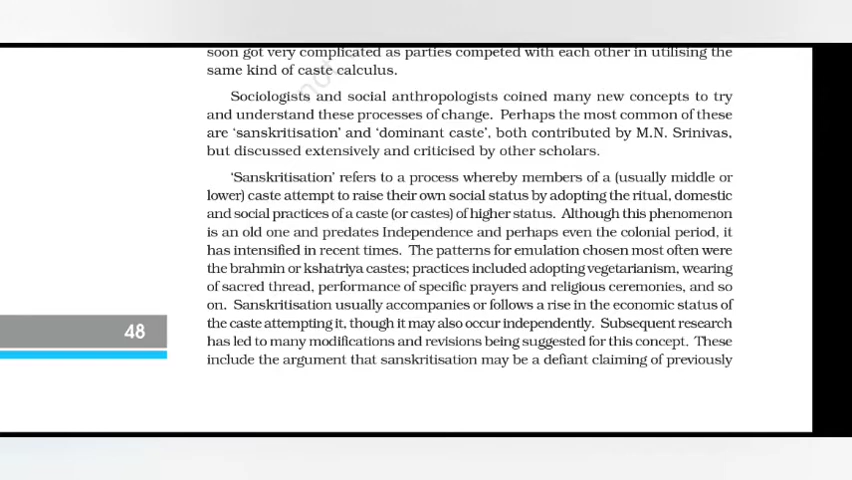 soon got very complicated as parties competed with each other in utilising the
same kind of caste calculus.
Sociologists and social anthropologists coined many new concepts to try
and understand these processes of change. Perhaps the most common of these
are ‘sanskritisation’ and ‘dominant caste’, both contributed by M.N. Srinivas,
but discussed extensively and criticised by other scholars.
‘Sanskritisation’ refers to a process whereby members of a (usually middle or
lower) caste attempt to raise their own social status by adopting the ritual, domestic
and social practices of a caste (or castes) of higher status. Although this phenomenon
is an old one and predates Independence and perhaps even the colonial period, it
has intensified in recent times. The patterns for emulation chosen most often were
the brahmin or kshatriya castes; practices included adopting vegetarianism, wearing
of sacred thread, performance of specific prayers and religious ceremonies, and so
on. Sanskritisation usually accompanies or follows a rise in the economic status of
the caste attempting it, though it may also occur independently. Subsequent research
has led to many modifications and revisions being suggested for this concept. These
include the argument that sanskritisation may be a defiant claiming of previously
48
not